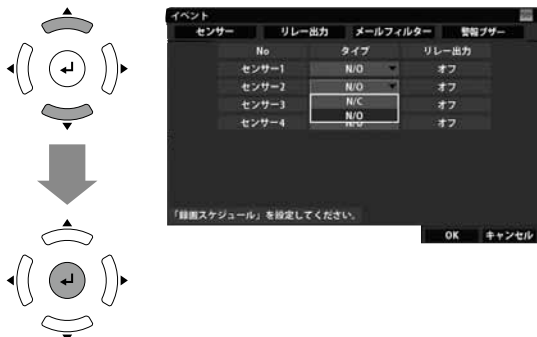 イベント
センサー リレー出力 メールフィルター 警報ブザー
No タイプ リレー出力
センサー1 N/O オフ
センサー2 N/O オフ
センサー3 N/C オフ
N/O
センサー4 N/O オフ
「録画スケジュール」を設定してください。
OK キャンセル